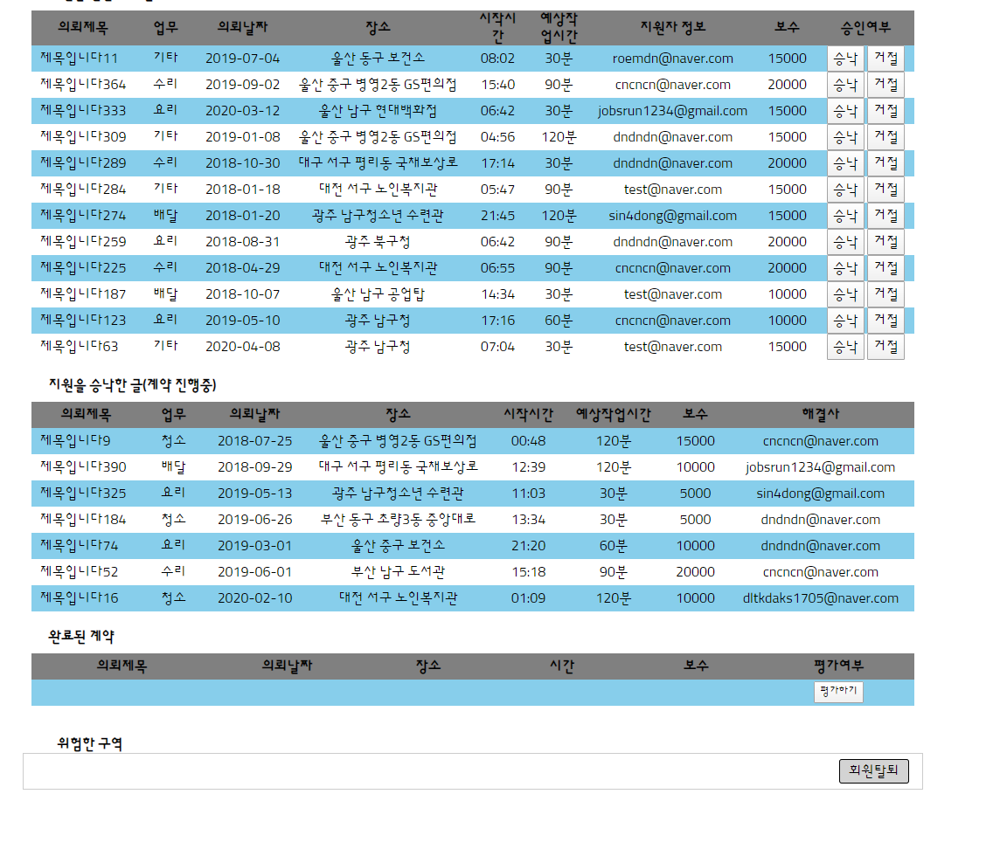 의뢰제목 업무 의뢰날짜 장소 시작시간 예상작업시간 지원자 정보 보수 승인여부
제목입니다11 기타 2019-07-04 울산 동구 보건소 08:02 30분 roemdn@naver.com 15000 승낙 거절
제목입니다364 수리 2019-09-02 울산 중구 병영2동 GS편의점 15:40 90분 cncncn@naver.com 20000 승낙 거절
제목입니다333 요리 2020-03-12 울산 남구 현대백화점 06:42 30분 jobsrun1234@gmail.com 15000 승낙 거절
제목입니다309 기타 2019-01-08 울산 중구 병영2동 GS편의점 04:56 120분 dndndn@naver.com 15000 승낙 거절
제목입니다289 수리 2018-10-30 대구 서구 평리동 국채보상로 17:14 30분 dndndn@naver.com 20000 승낙 거절
제목입니다284 기타 2018-01-18 대전 서구 노인복지관 05:47 90분 test@naver.com 15000 승낙 거절
제목입니다274 배달 2018-01-20 광주 남구청소년 수련관 21:45 120분 sin4dong@gmail.com 15000 승낙 거절
제목입니다259 요리 2018-08-31 광주 북구청 06:42 90분 dndndn@naver.com 20000 승낙 거절
제목입니다225 수리 2018-04-29 대전 서구 노인복지관 06:55 90분 cncncn@naver.com 20000 승낙 거절
제목입니다187 배달 2018-10-07 울산 남구 공업탑 14:34 30분 test@naver.com 10000 승낙 거절
제목입니다123 요리 2019-05-10 광주 남구청 17:16 60분 cncncn@naver.com 10000 승낙 거절
제목입니다63 기타 2020-04-08 광주 남구청 07:04 30분 test@naver.com 15000 승낙 거절
지원을 승낙한 글(계약 진행중)
의뢰제목 업무 의뢰날짜 장소 시작시간 예상작업시간 보수 해결사
제목입니다9 청소 2018-07-25 울산 중구 병영2동 GS편의점 00:48 120분 15000 cncncn@naver.com
제목입니다390 배달 2018-09-29 대구 서구 평리동 국채보상로 12:39 120분 10000 jobsrun1234@gmail.com
제목입니다325 요리 2019-05-13 광주 남구청소년 수련관 11:03 30분 5000 sin4dong@gmail.com
제목입니다184 청소 2019-06-26 부산 동구 초량3동 중앙대로 13:34 30분 5000 dndndn@naver.com
제목입니다74 요리 2019-03-01 울산 중구 보건소 21:20 60분 10000 dndndn@naver.com
제목입니다52 수리 2019-06-01 부산 남구 도서관 15:18 90분 20000 cncncn@naver.com
제목입니다16 청소 2020-02-10 대전 서구 노인복지관 01:09 120분 10000 dltkdaks1705@naver.com
완료된 계약
의뢰제목 의뢰날짜 장소 시간 보수 평가여부
평가하기
위험한 구역
회원탈퇴